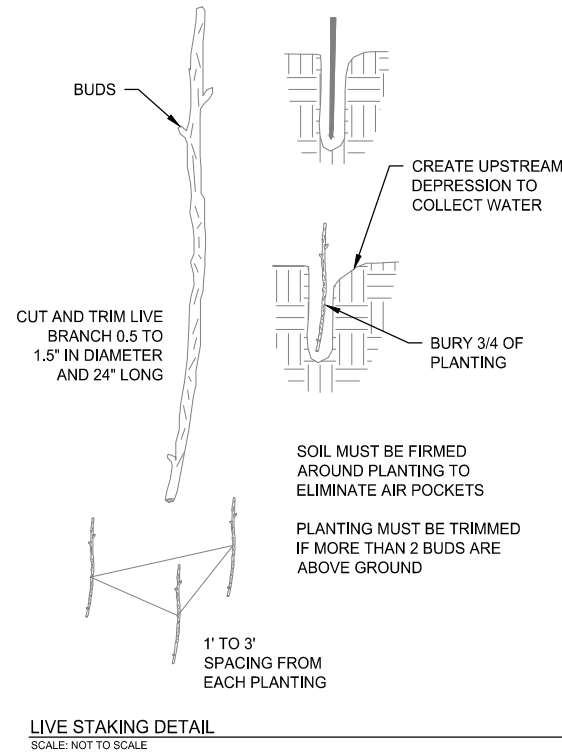 BUDS
CREATE UPSTREAM
DEPRESSION TO
COLLECT WATER
CUT AND TRIM LIVE
BRANCH 0.5 TO
1.5" IN DIAMETER
AND 24" LONG
BURY 3/4 OF
PLANTING
SOIL MUST BE FIRMED
AROUND PLANTING TO
ELIMINATE AIR POCKETS
PLANTING MUST BE TRIMMED
IF MORE THAN 2 BUDS ARE
ABOVE GROUND
1' TO 3'
SPACING FROM
EACH PLANTING
LIVE STAKING DETAIL
SCALE: NOT TO SCALE